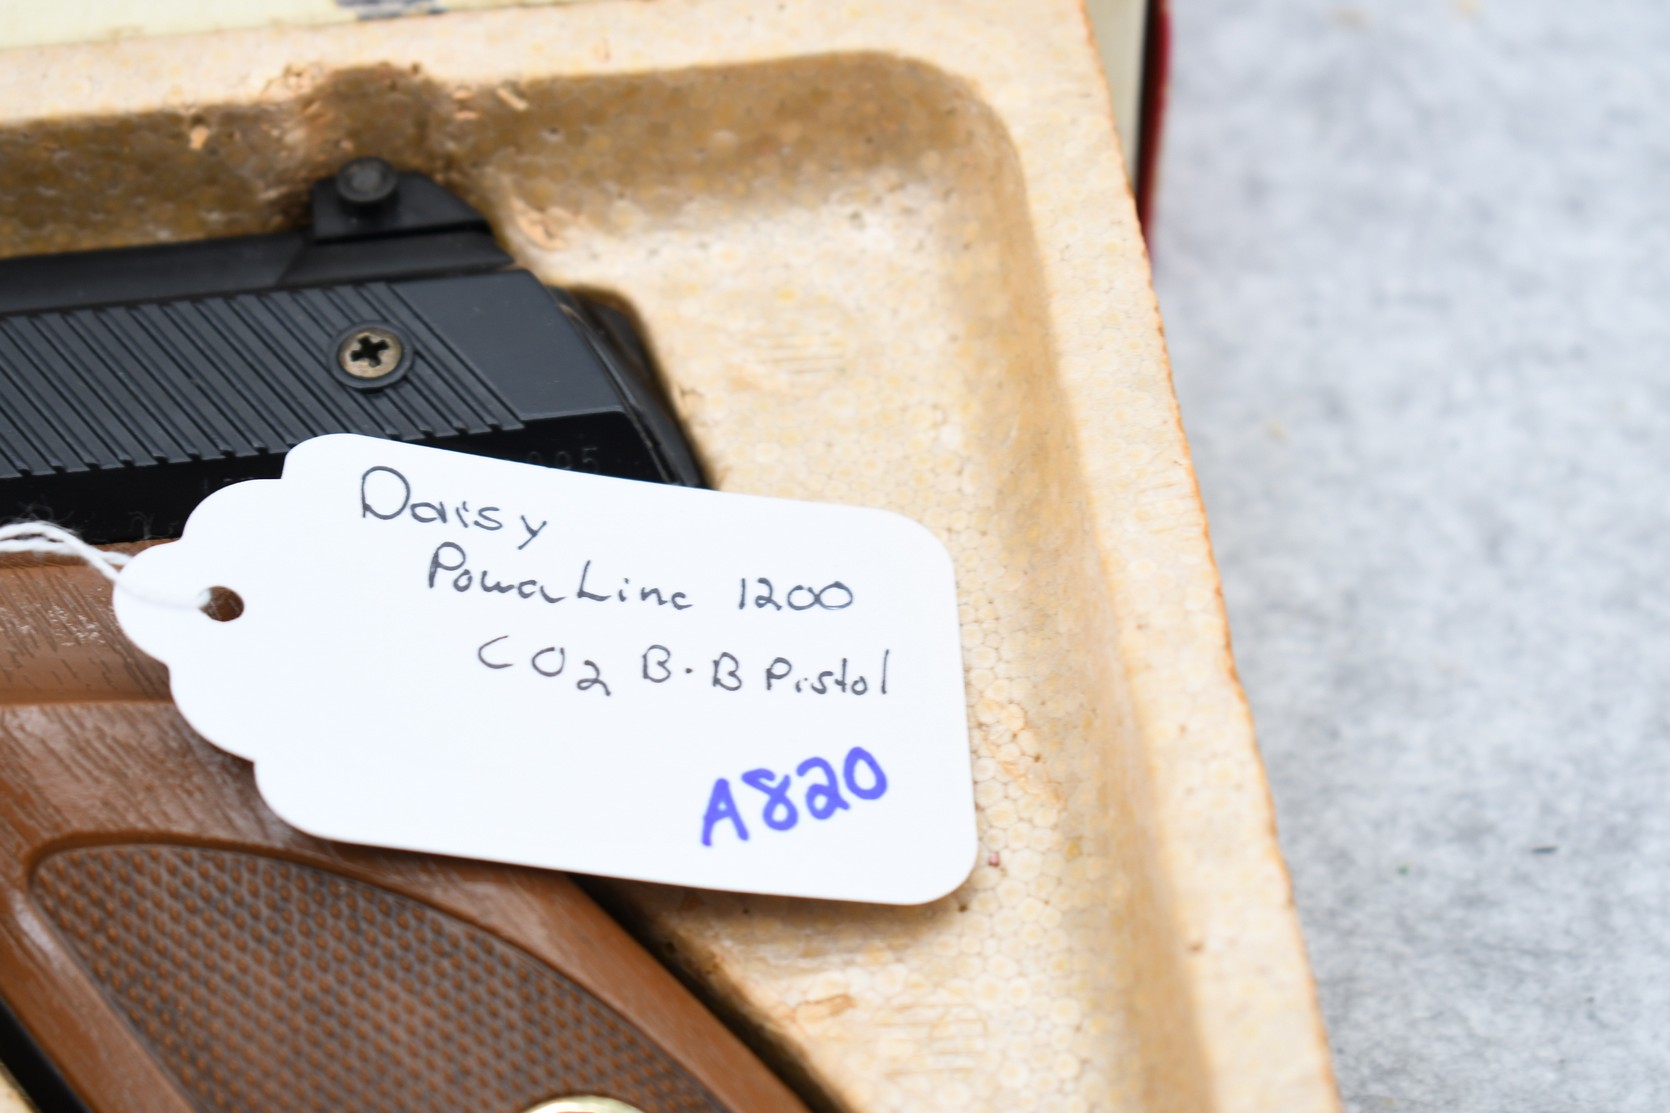 Daisy
PowerLine 1200
CO2 B·B Pistol
A820